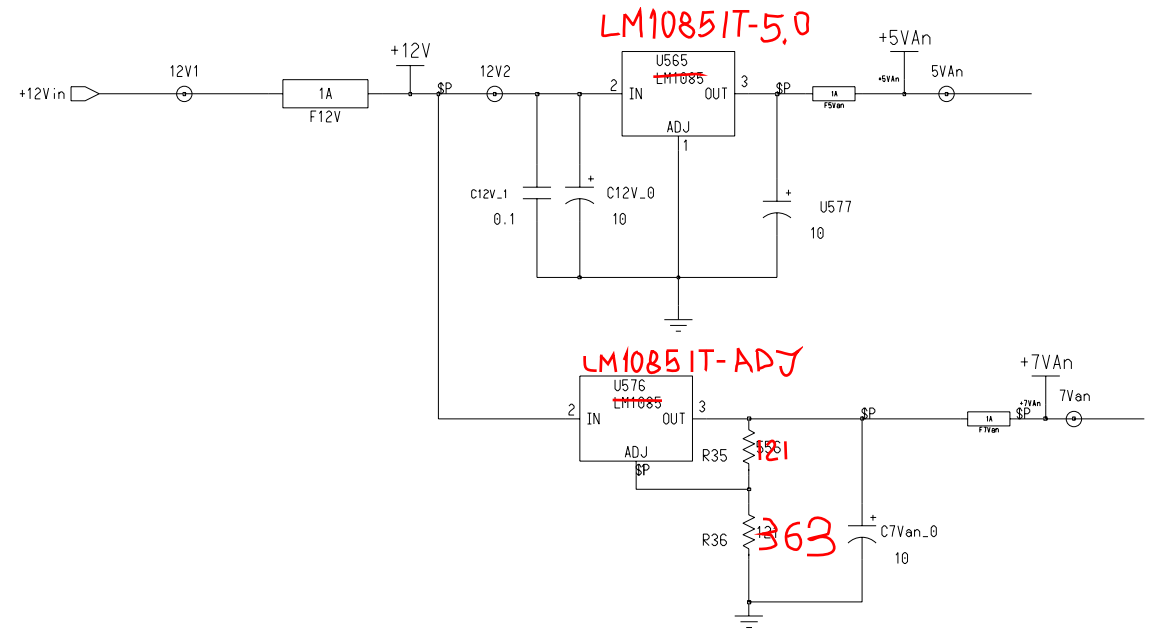 LM1085IT-5.0
+5VAn
+12V
U565
12V1
12V2
LM1085
+5VAn
5VAn
$P
2
3
$P
+12Vin
1A
IN
OUT
1A
F12V
F5Van
ADJ
1
C12V_1
C12V_0
0.1
10
U577
10
LM1085IT-ADJ
+7VAn
U576
LM1085
+7VAn
7Van
2
3
$P
$P
IN
OUT
1A
F7Van
ADJ
R35
121
$P
R36
363
C7Van_0
10